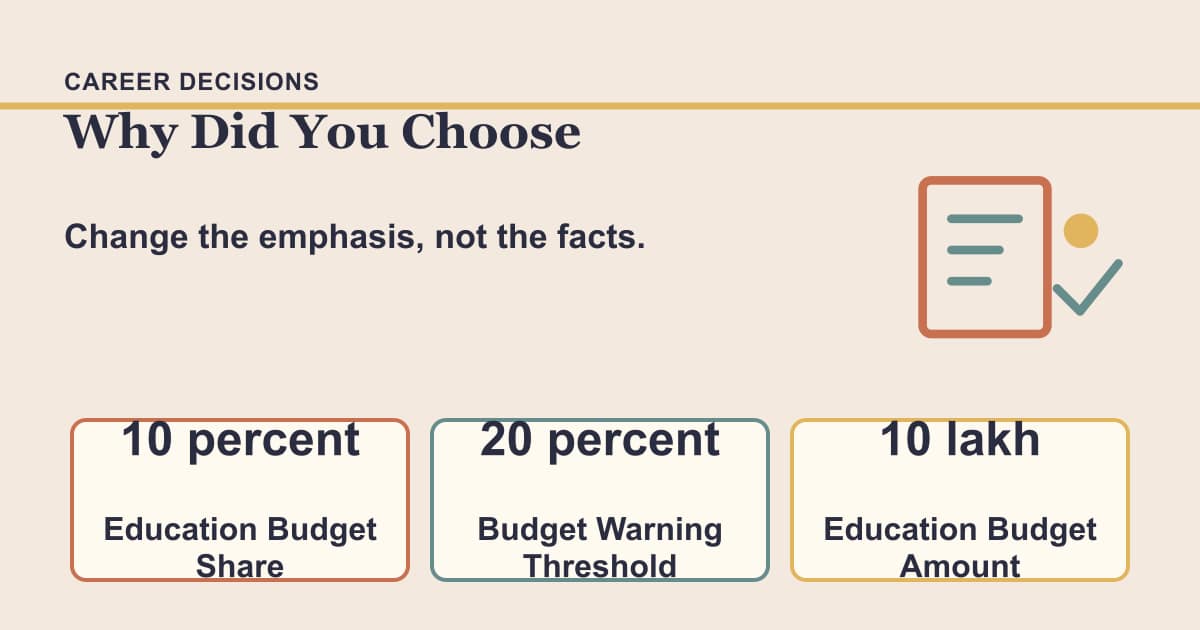 CAREER DECISIONS
Why Did You Choose
Change the emphasis, not the facts.
10 percent
Education Budget
Share
20 percent
Budget Warning
Threshold
10 lakh
Education Budget
Amount